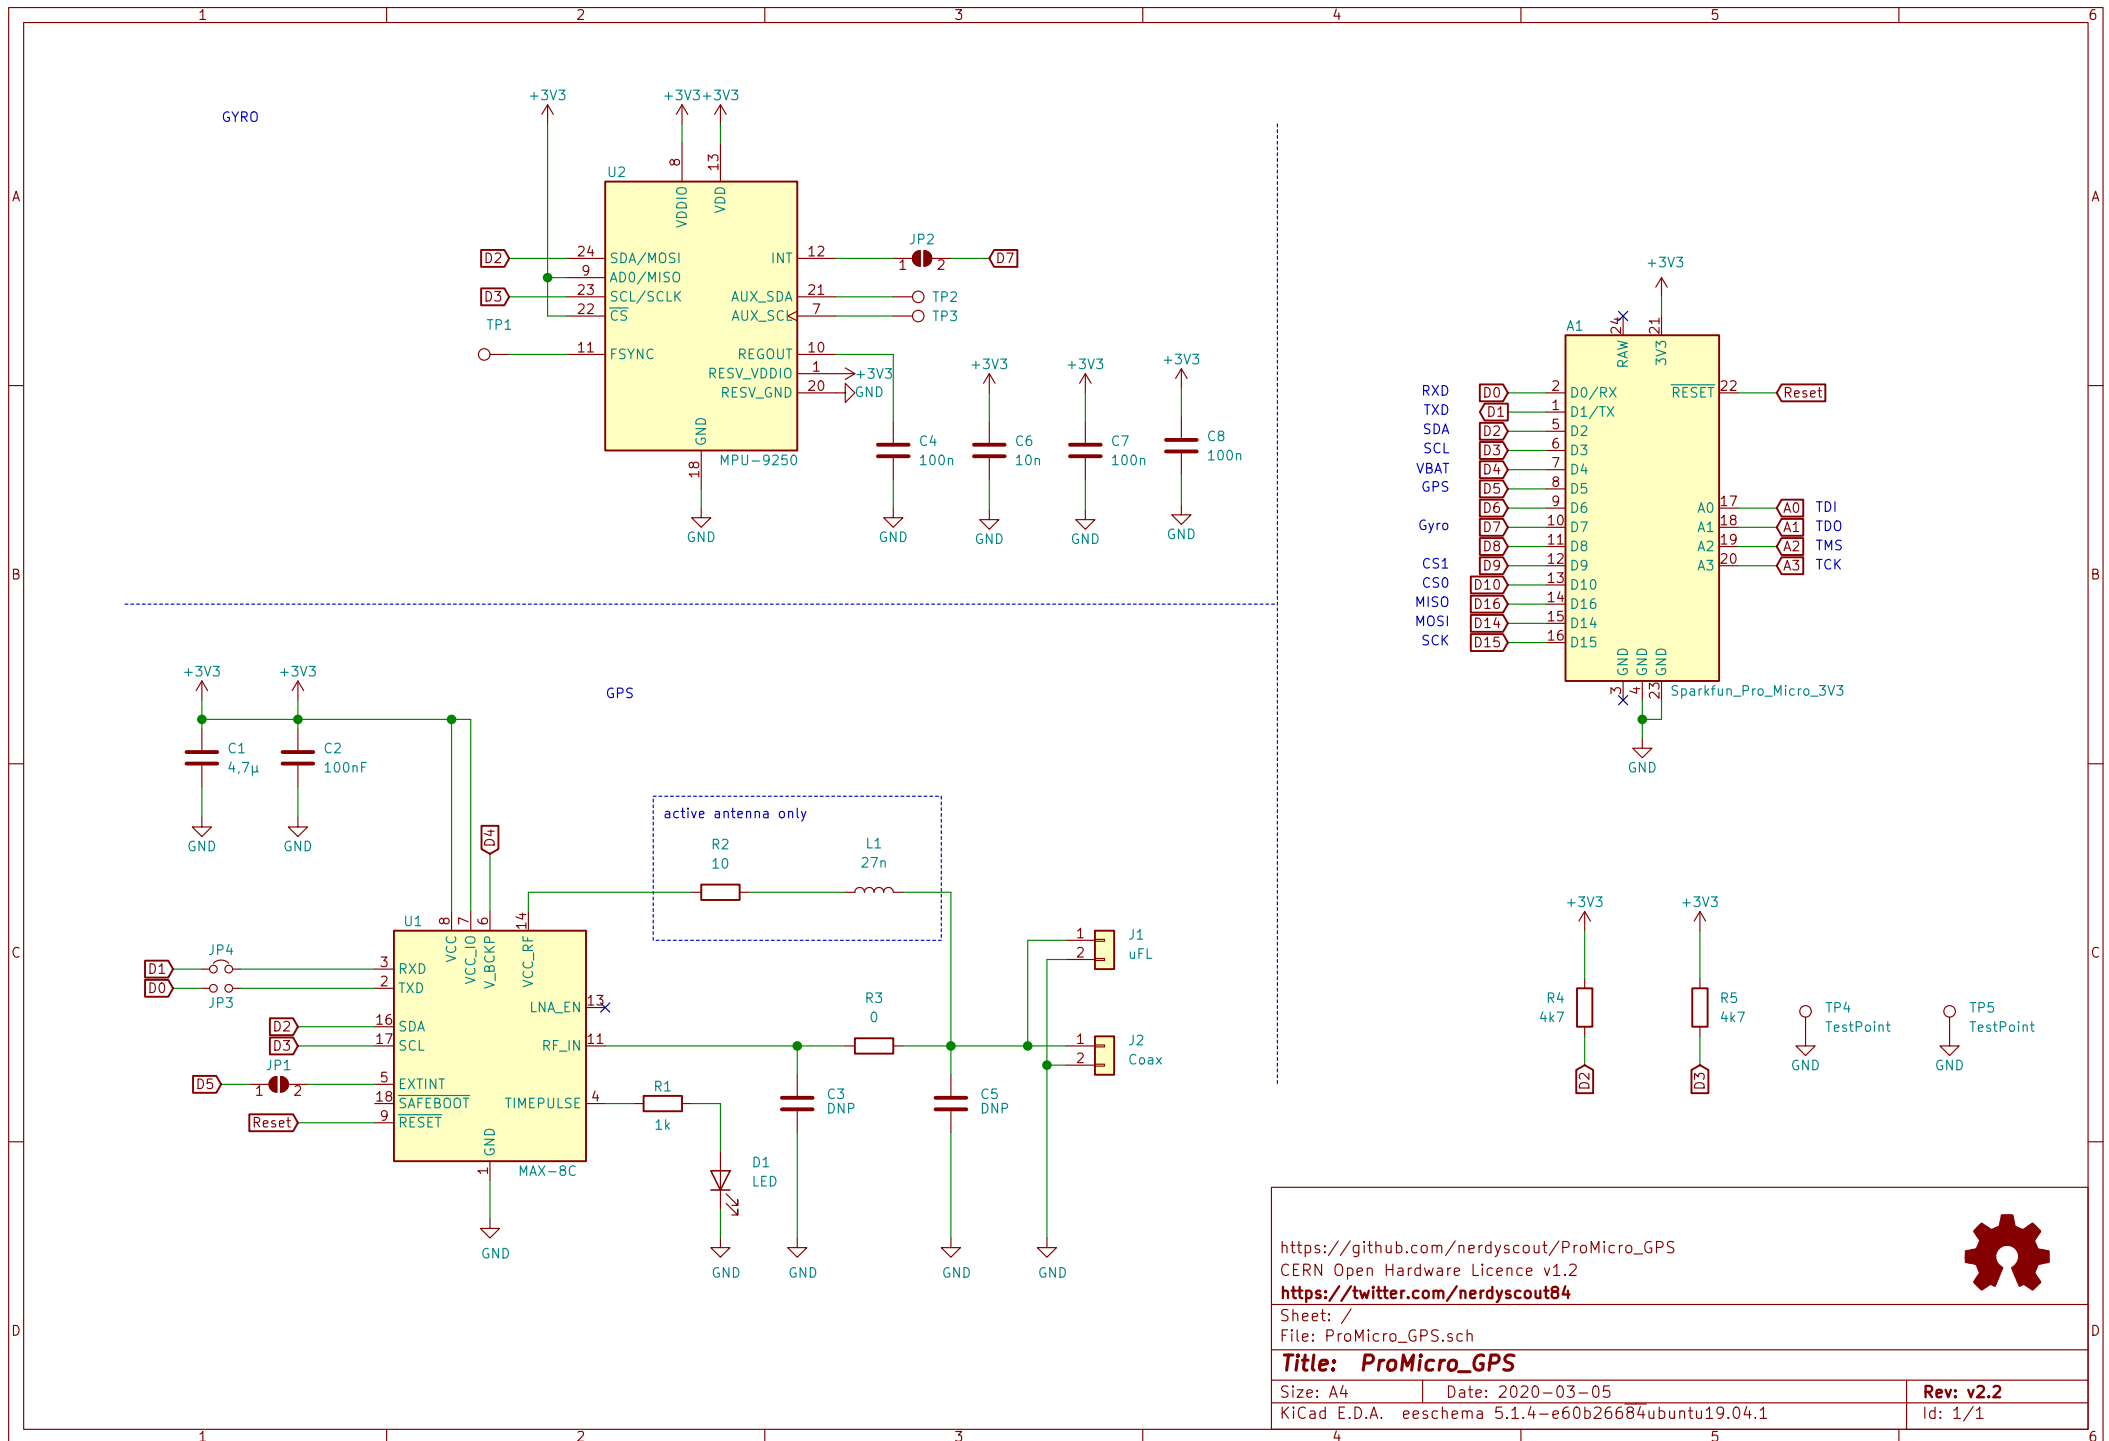 1 2 3 4 5 6
A
B
C
D
GYRO
+3V3
+3V3
+3V3
U2
8
13
VDDIO
VDD
D2
24
SDA/MOSI
9
AD0/MISO
D3
23
SCL/SCLK
22
CS
TP1
11
FSYNC
INT
12
JP2
1
2
D7
AUX_SDA
21
TP2
AUX_SCL
7
TP3
REGOUT
10
RESV_VDDIO
1
+3V3
RESV_GND
20
GND
GND
18
MPU-9250
GND
C4
100n
GND
+3V3
C6
10n
GND
+3V3
C7
100n
GND
+3V3
C8
100n
GND
+3V3
A1
24
21
RAW
3V3
RXD
D0
2
D0/RX
TXD
D1
1
D1/TX
SDA
D2
5
D2
SCL
D3
6
D3
VBAT
D4
7
D4
GPS
D5
8
D5
D6
9
D6
Gyro
D7
10
D7
D8
11
D8
CS1
D9
12
D9
CS0
D10
13
D10
MISO
D16
14
D16
MOSI
D14
15
D14
SCK
D15
16
D15
RESET
22
Reset
A0
17
A0
TDI
A1
18
A1
TDO
A2
19
A2
TMS
A3
20
A3
TCK
GND
GND
GND
3
4
23
Sparkfun_Pro_Micro_3V3
GND
GPS
+3V3
+3V3
C1
4,7µ
GND
C2
100nF
GND
D4
active antenna only
R2
10
L1
27n
U1
8
7
6
14
VCC
VCC_IO
V_BCKP
VCC_RF
JP4
D1
3
RXD
D0
2
TXD
JP3
D2
16
SDA
D3
17
SCL
JP1
D5
1
2
5
EXTINT
18
SAFEBOOT
Reset
9
RESET
LNA_EN
13
RF_IN
11
TIMEPULSE
4
GND
1
MAX-8C
GND
R1
1k
D1
LED
GND
R3
0
C3
DNP
GND
C5
DNP
GND
1
2
J1
uFL
1
2
J2
Coax
GND
+3V3
R4
4k7
D2
+3V3
R5
4k7
D3
TP4
TestPoint
GND
TP5
TestPoint
GND
https://github.com/nerdyscout/ProMicro_GPS
CERN Open Hardware Licence v1.2
https://twitter.com/nerdyscout84
Sheet: /
File: ProMicro_GPS.sch
Title: ProMicro_GPS
Size: A4
Date: 2020-03-05
Rev: v2.2
KiCad E.D.A. eeschema 5.1.4-e60b26684ubuntu19.04.1
Id: 1/1
A
B
C
D
1 2 3 4 5 6